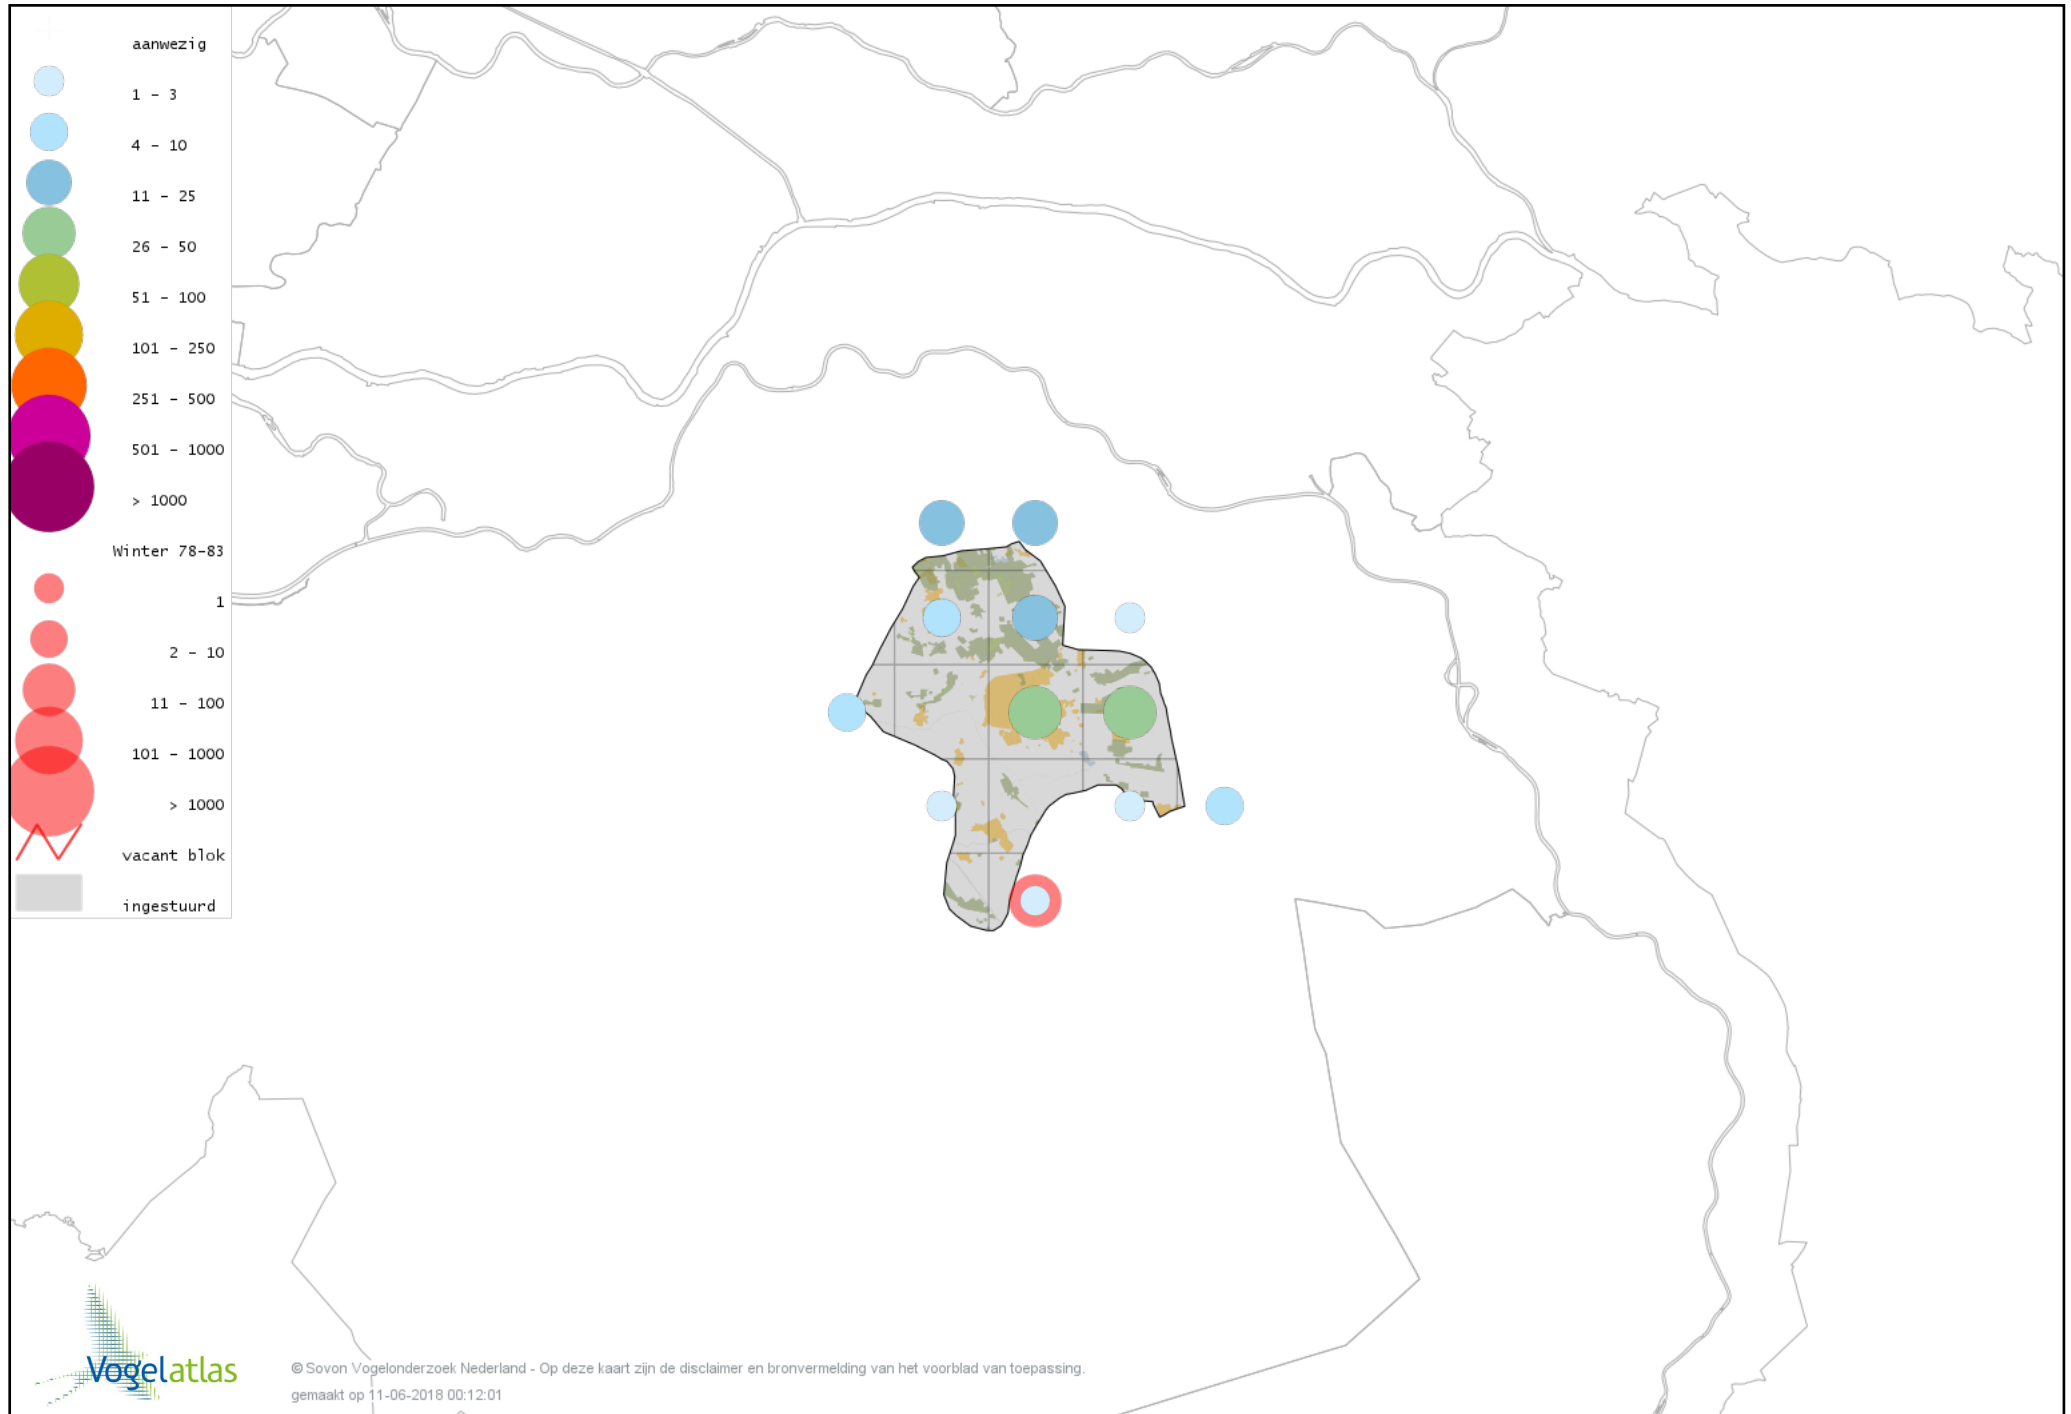 aanwezig
1 - 3
4 - 10
11 - 25
26 - 50
51 - 100
101 - 250
251 - 500
501 - 1000
> 1000
Winter 78-83
1
2 - 10
11 - 100
101 - 1000
> 1000
vacant blok
ingestuurd
Vogelatlas
© Sovon Vogelonderzoek Nederland - Op deze kaart zijn de disclaimer en bronvermelding van het voorblad van toepassing.
gemaakt op 11-06-2018 00:12:01